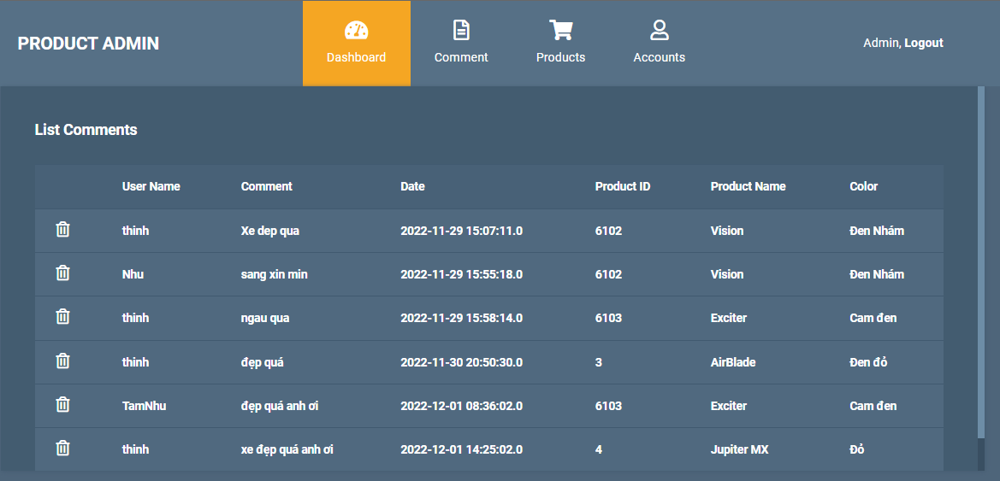 PRODUCT ADMIN
Dashboard
Comment
Products
Accounts
Admin, Logout
List Comments
User Name Comment Date Product ID Product Name Color
thinh Xe dep qua 2022-11-29 15:07:11.0 6102 Vision Đen Nhám
Nhu sang xin min 2022-11-29 15:55:18.0 6102 Vision Đen Nhám
thinh ngau qua 2022-11-29 15:58:14.0 6103 Exciter Cam đen
thinh đẹp quá 2022-11-30 20:50:30.0 3 AirBlade Đen đỏ
TamNhu đẹp quá anh ơi 2022-12-01 08:36:02.0 6103 Exciter Cam đen
thinh xe đẹp quá anh ơi 2022-12-01 14:25:02.0 4 Jupiter MX Đỏ